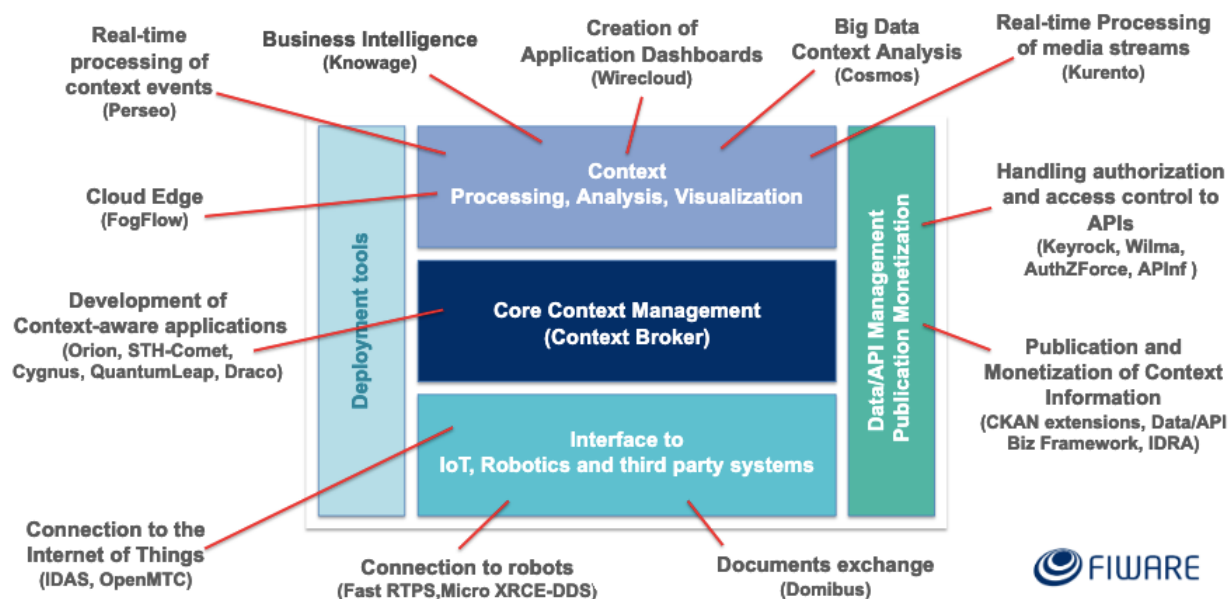 Real-time
processing of
context events
(Perseo)
Business Intelligence
(Knowage)
Creation of
Application Dashboards
(Wirecloud)
Big Data
Context Analysis
(Cosmos)
Real-time Processing
of media streams
(Kurento)
Cloud Edge
(FogFlow)
Development of
Context-aware applications
(Orion, STH-Comet,
Cygnus, QuantumLeap, Draco)
Connection to the
Internet of Things
(IDAS, OpenMTC)
Deployment tools
Context
Processing, Analysis, Visualization
Core Context Management
(Context Broker)
Interface to
IoT, Robotics and third party systems
Data/API Management
Publication Monetization
Handling authorization
and access control to
APIs
(Keyrock, Wilma,
AuthZForce, APInf )
Publication and
Monetization of Context
Information
(CKAN extensions, Data/API
Biz Framework, IDRA)
Connection to robots
(Fast RTPS,Micro XRCE-DDS)
Documents exchange
(Domibus)
FIWARE